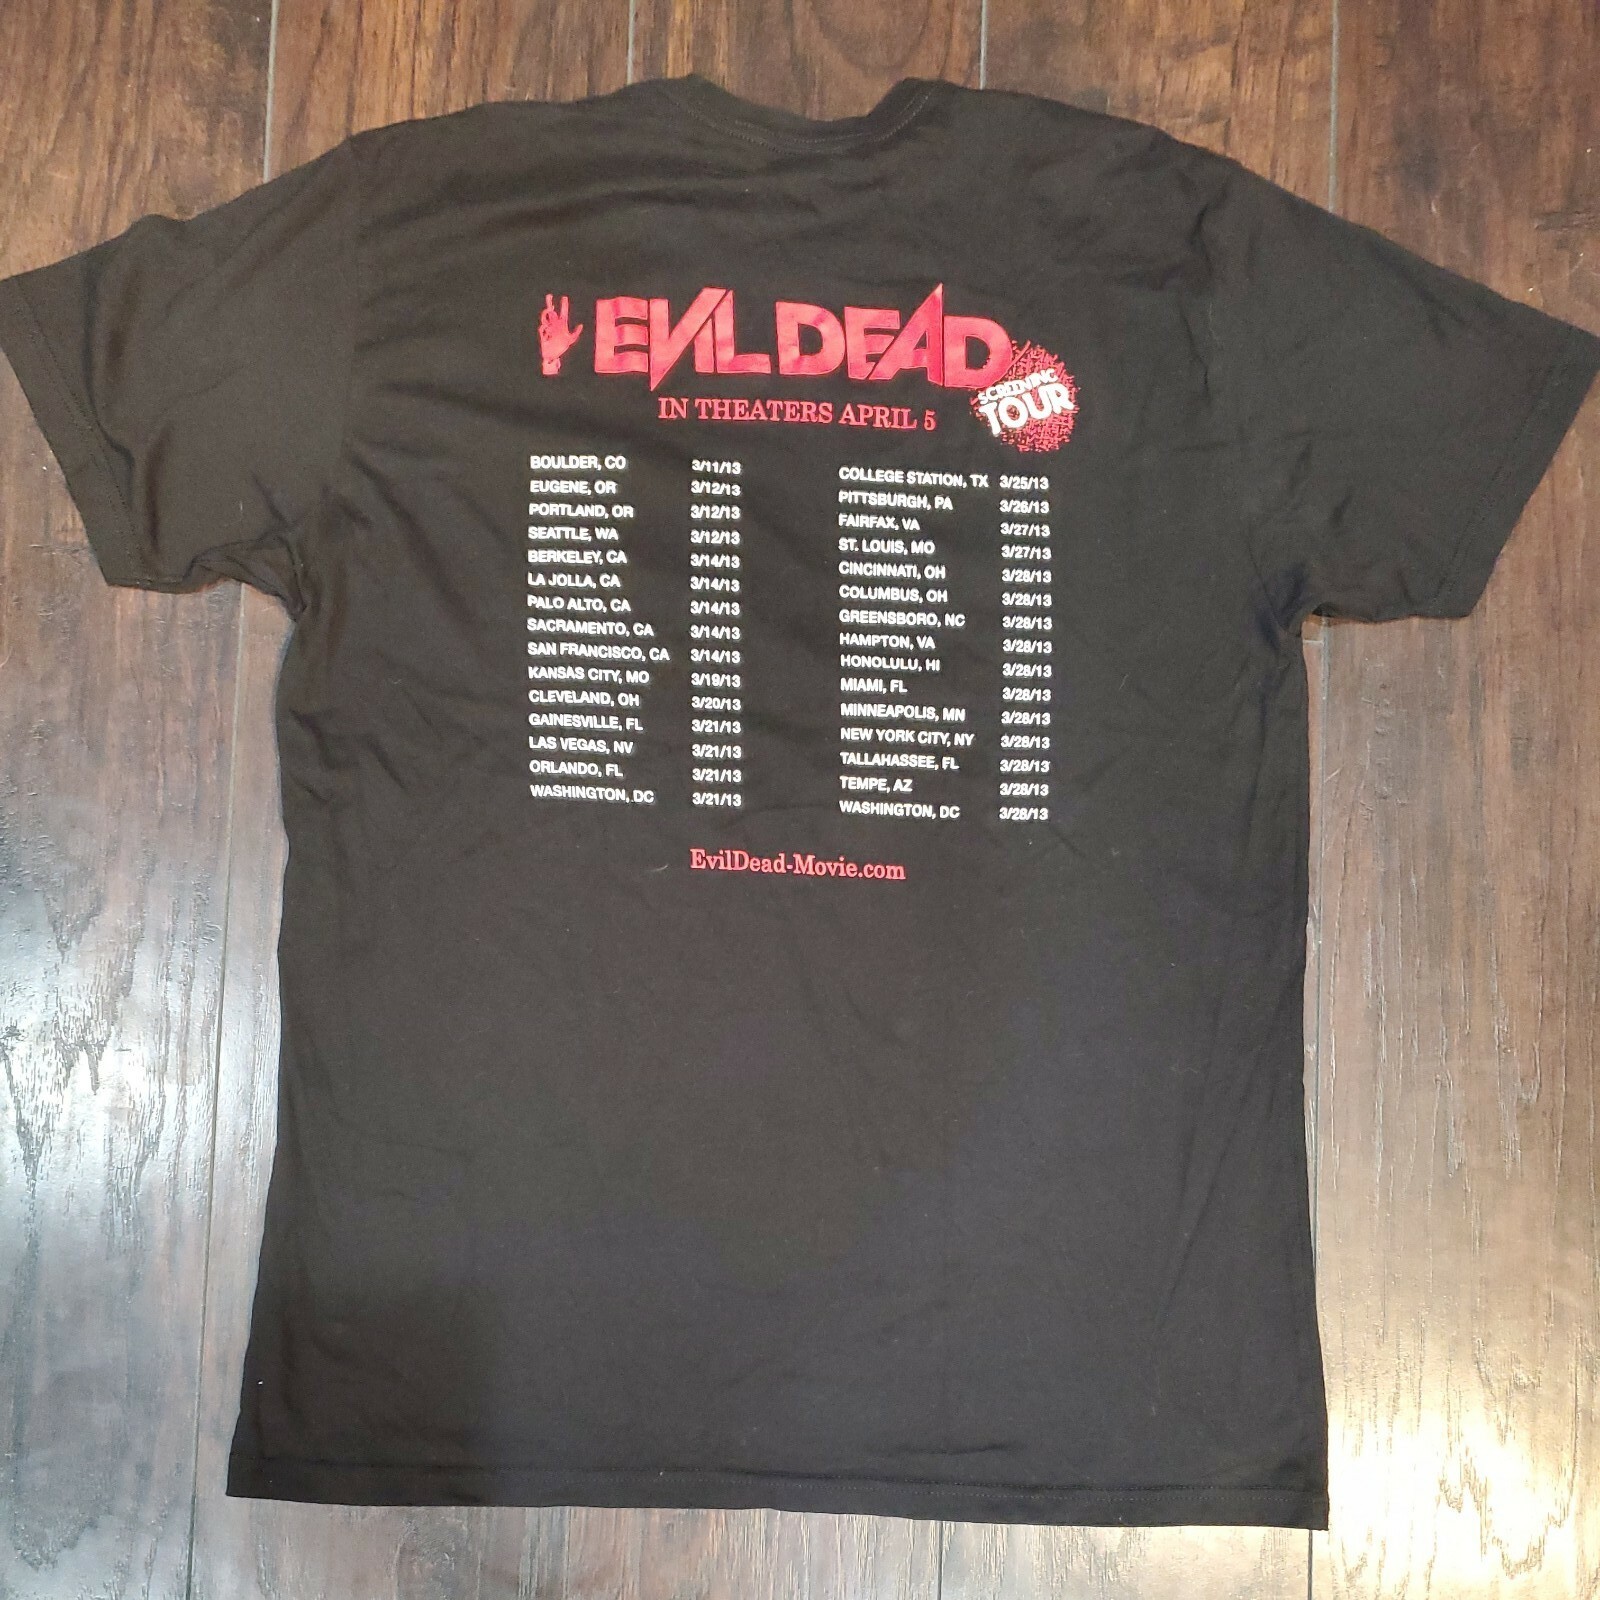 EVIL DEAD
SCREENING
TOUR
IN THEATERS APRIL 5
BOULDER, CO 3/11/13
EUGENE, OR 3/12/13
PORTLAND, OR 3/12/13
SEATTLE, WA 3/12/13
BERKELEY, CA 3/14/13
LA JOLLA, CA 3/14/13
PALO ALTO, CA 3/14/13
SACRAMENTO, CA 3/14/13
SAN FRANCISCO, CA 3/14/13
KANSAS CITY, MO 3/19/13
CLEVELAND, OH 3/20/13
GAINESVILLE, FL 3/21/13
LAS VEGAS, NV 3/21/13
ORLANDO, FL 3/21/13
WASHINGTON, DC 3/21/13
COLLEGE STATION, TX 3/25/13
PITTSBURGH, PA 3/26/13
FAIRFAX, VA 3/27/13
ST. LOUIS, MO 3/27/13
CINCINNATI, OH 3/28/13
COLUMBUS, OH 3/28/13
GREENSBORO, NC 3/28/13
HAMPTON, VA 3/28/13
HONOLULU, HI 3/28/13
MIAMI, FL 3/28/13
MINNEAPOLIS, MN 3/28/13
NEW YORK CITY, NY 3/28/13
TALLAHASSEE, FL 3/28/13
TEMPE, AZ 3/28/13
WASHINGTON, DC 3/28/13
EvilDead-Movie.com